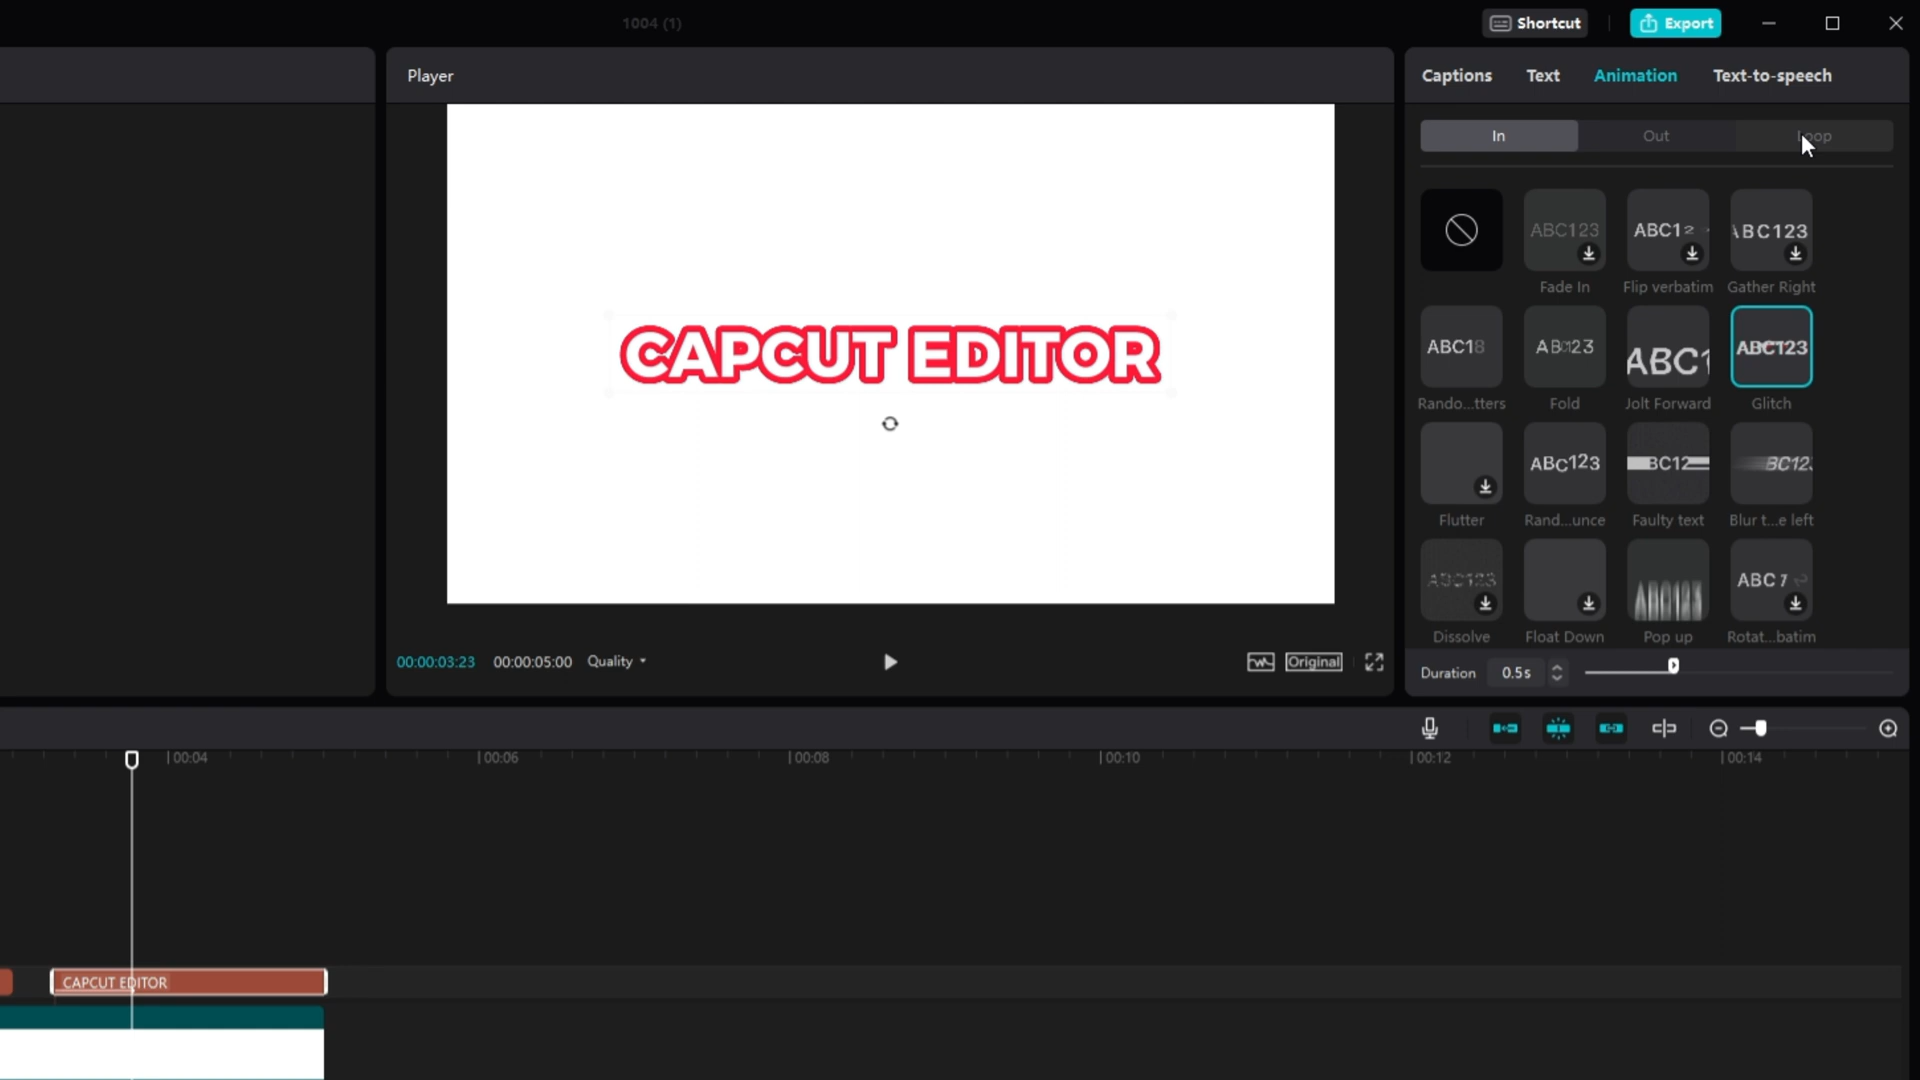 1004 (1)
Shortcut
Export
Player
Captions
Text
Animation
Text-to-speech
In
Out
Loop
CAPCUT EDITOR
ABC123
Fade In
ABC12
Flip verbatim
ABC123
Gather Right
ABC18
Rando...tters
ABC123
Fold
ABC1
Jolt Forward
ABC123
Glitch
Flutter
ABC123
Rand...unce
BC12
Faulty text
BC12
Blur t...e left
ABC123
Dissolve
Float Down
ABC123
Pop up
ABC
Rotat...batim
00:00:03:23
00:00:05:00
Quality
Original
Duration
0.5s
00:04
00:06
00:08
00:10
00:12
00:14
CAPCUT EDITOR